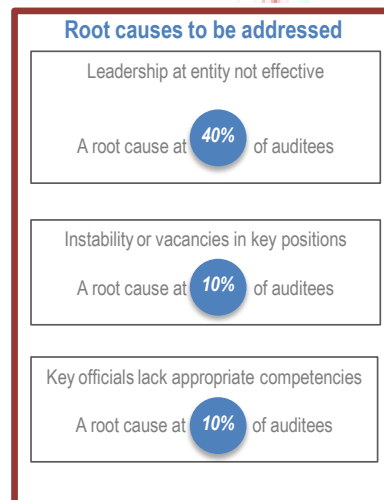 Root causes to be addressed
Leadership at entity not effective
A root cause at 40% of auditees
Instability or vacancies in key positions
A root cause at 10% of auditees
Key officials lack appropriate competencies
A root cause at 10% of auditees